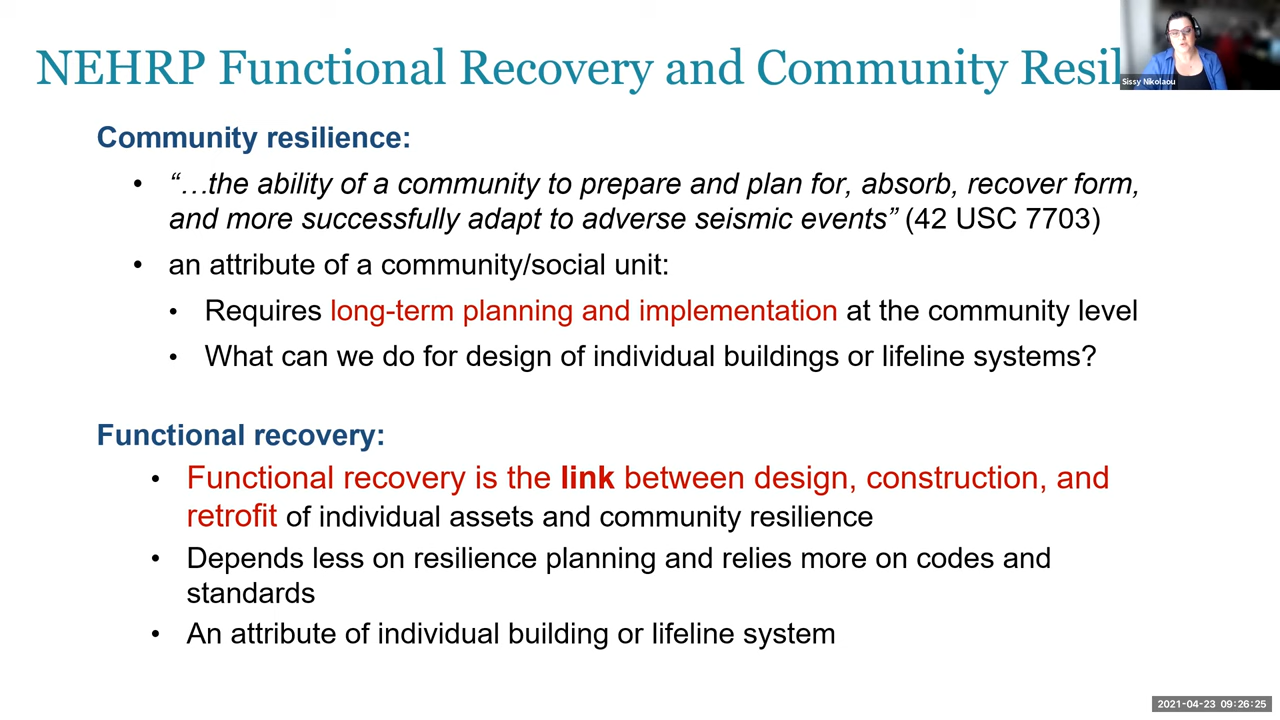 NEHRP Functional Recovery and Community Resil
Sissy Nikolaou
Community resilience:
• “…the ability of a community to prepare and plan for, absorb, recover form,
and more successfully adapt to adverse seismic events” (42 USC 7703)
• an attribute of a community/social unit:
• Requires long-term planning and implementation at the community level
• What can we do for design of individual buildings or lifeline systems?
Functional recovery:
• Functional recovery is the link between design, construction, and
retrofit of individual assets and community resilience
• Depends less on resilience planning and relies more on codes and
standards
• An attribute of individual building or lifeline system
2021-04-23 09:26:25